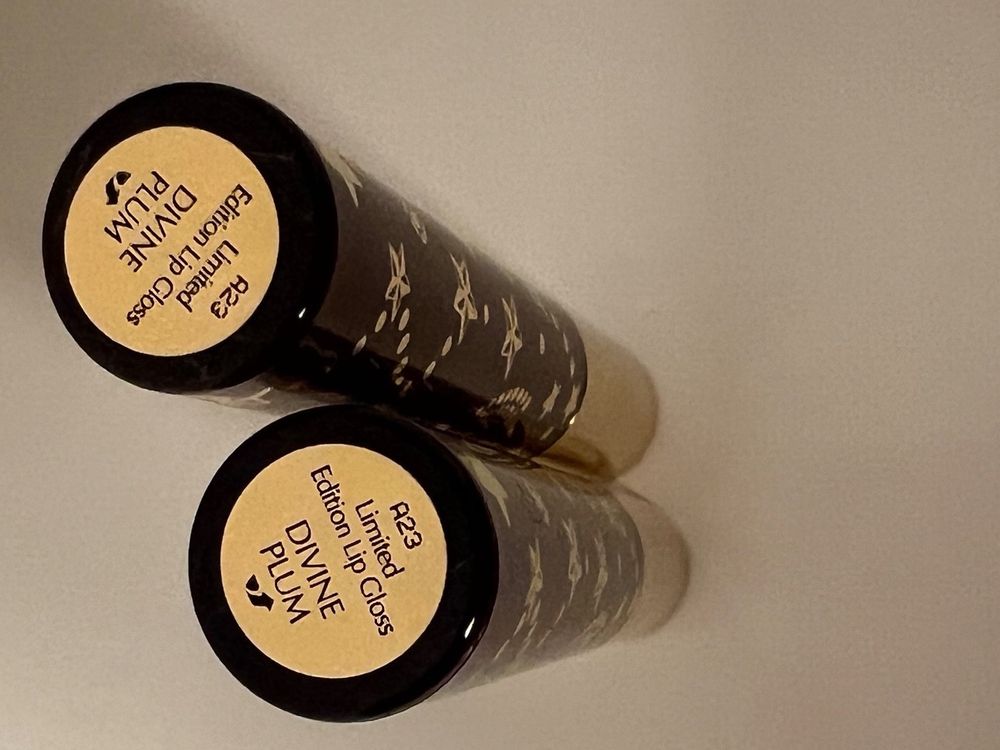 A23
Limited
Edition Lip Gloss
DIVINE
PLUM
A23
Limited
Edition Lip Gloss
DIVINE
PLUM